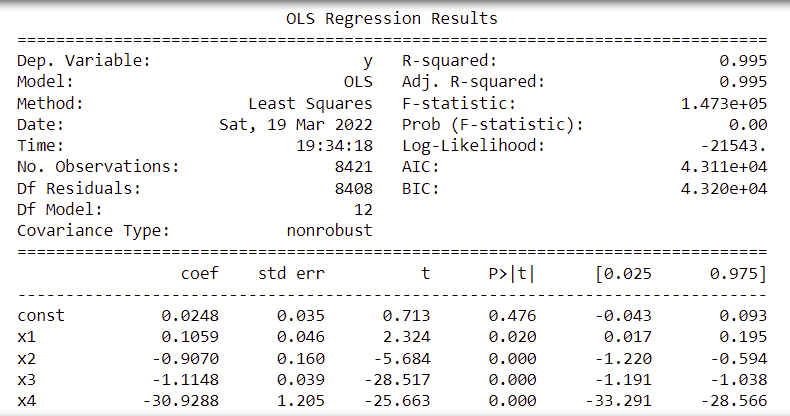 OLS Regression Results
==============================================================================
Dep. Variable: y R-squared: 0.995
Model: OLS Adj. R-squared: 0.995
Method: Least Squares F-statistic: 1.473e+05
Date: Sat, 19 Mar 2022 Prob (F-statistic): 0.00
Time: 19:34:18 Log-Likelihood: -21543.
No. Observations: 8421 AIC: 4.311e+04
Df Residuals: 8408 BIC: 4.320e+04
Df Model: 12
Covariance Type: nonrobust
==============================================================================
coef std err t P>|t| [0.025 0.975]
------------------------------------------------------------------------------
const 0.0248 0.035 0.713 0.476 -0.043 0.093
x1 0.1059 0.046 2.324 0.020 0.017 0.195
x2 -0.9070 0.160 -5.684 0.000 -1.220 -0.594
x3 -1.1148 0.039 -28.517 0.000 -1.191 -1.038
x4 -30.9288 1.205 -25.663 0.000 -33.291 -28.566